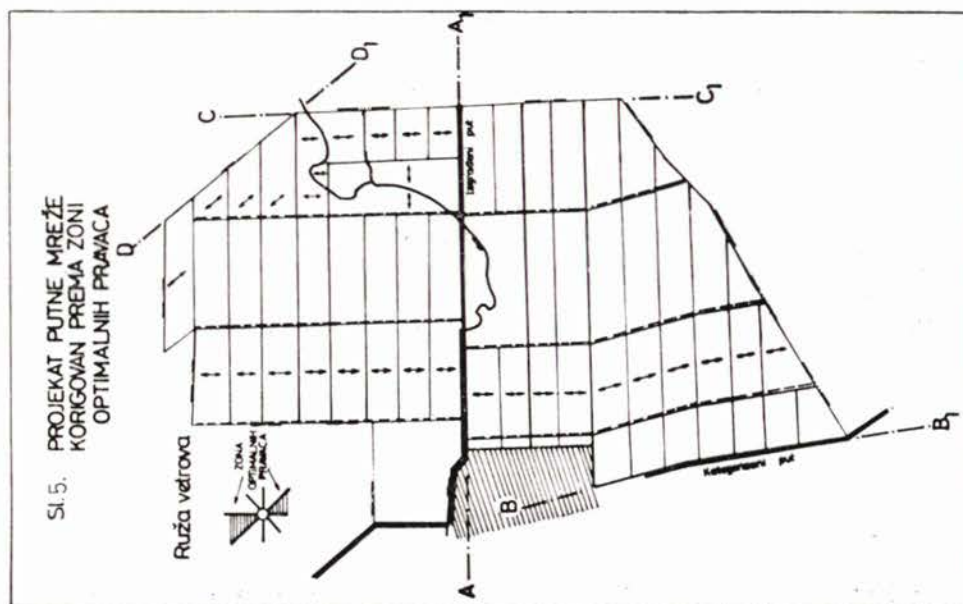 Sl. 5. PROJEKAT PUTNE MREŽE
KORIGOVAN PREMA ZONI
OPTIMALNIH PRAVACA
Ruža vetrova
ZONA
OPTIMALNIH
PRAVACA
D
D1
C
A1
Izgrađeni put
C1
A
B
Kategorisani put
B1